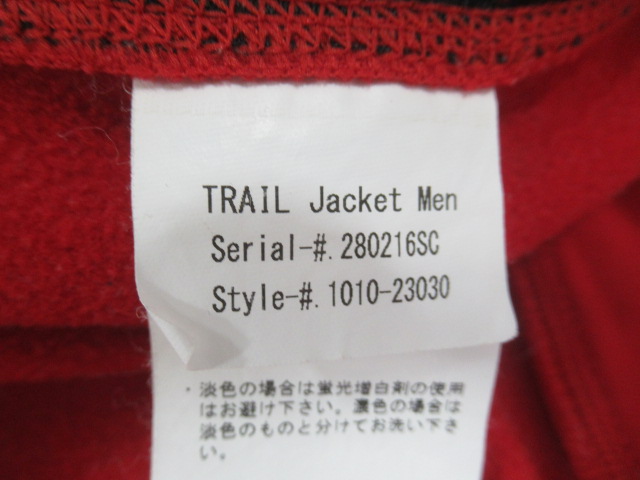 TRAIL Jacket Men
Serial-#.280216SC
Style-#.1010-23030
・淡色の場合は蛍光増白剤の使用
はお避け下さい。濃色の場合は
淡色のものと分けてお洗い下さ
い。